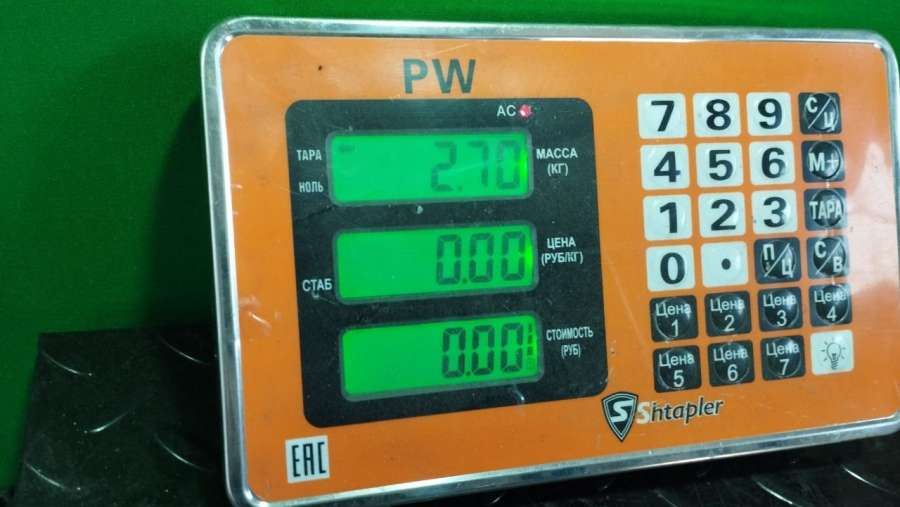 PW
AC
ТАРА
НОЛЬ
2.70
МАССА
(КГ)
СТАБ
0.00
ЦЕНА
(РУБ/КГ)
0.00
СТОИМОСТЬ
(РУБ)
7 8 9 С/Ц
4 5 6 М+
1 2 3 ТАРА
0 . П/Ц С/В
Цена 1 Цена 2 Цена 3 Цена 4
Цена 5 Цена 6 Цена 7
Shtapler
EAC